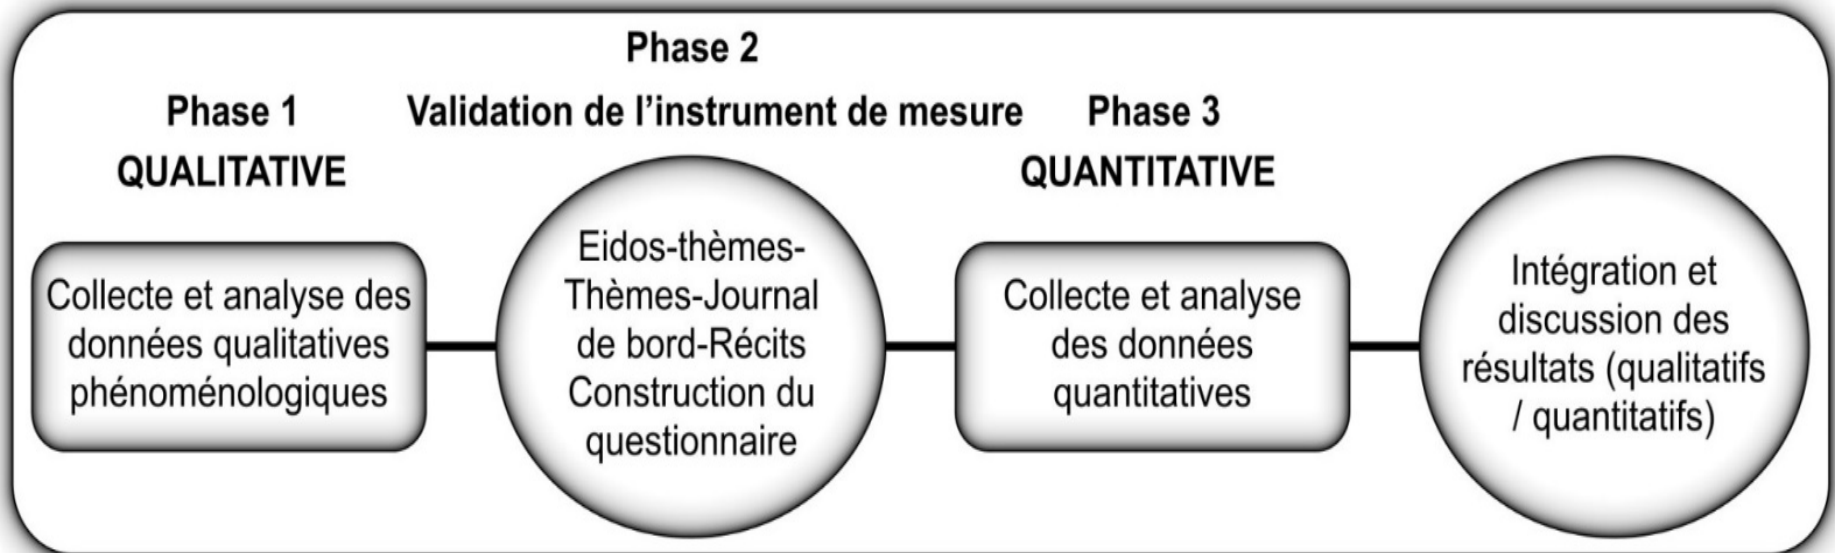 Phase 1
QUALITATIVE
Collecte et analyse des
données qualitatives
phénoménologiques
Phase 2
Validation de l’instrument de mesure
Eidos-thèmes-
Thèmes-Journal
de bord-Récits
Construction du
questionnaire
Phase 3
QUANTITATIVE
Collecte et analyse
des données
quantitatives
Intégration et
discussion des
résultats (qualitatifs
/ quantitatifs)